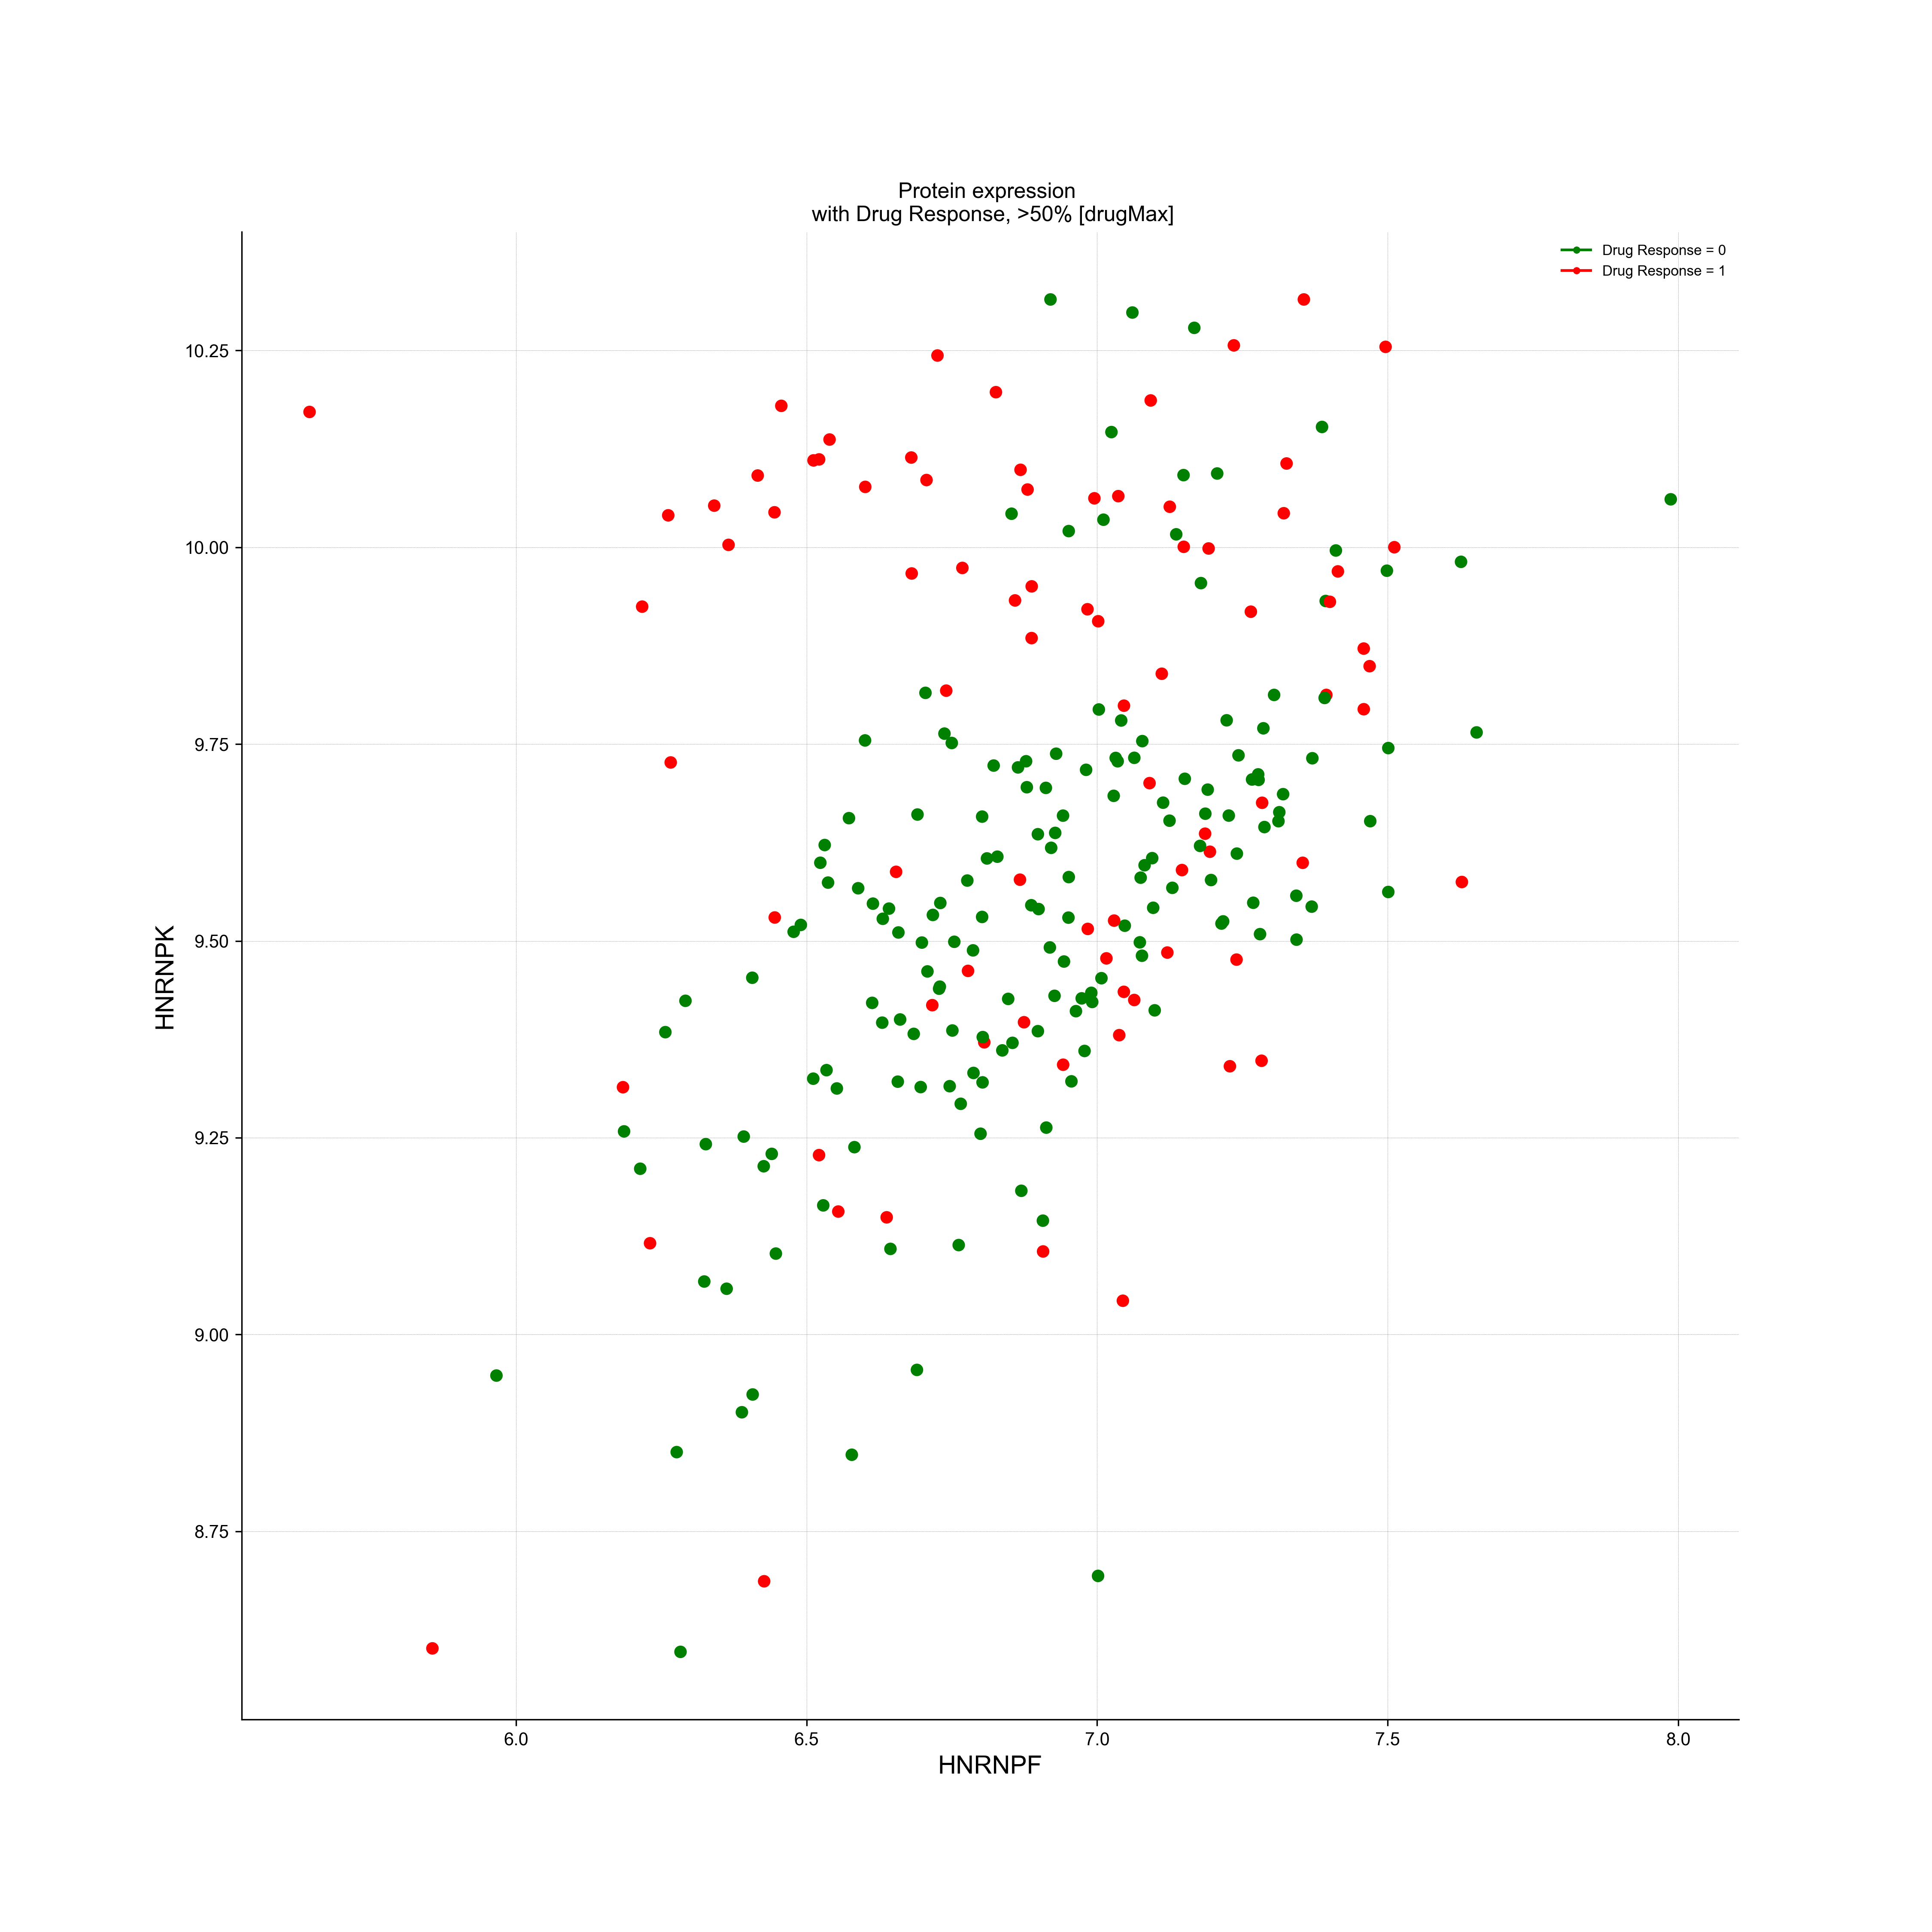 Protein expression
with Drug Response, >50% [drugMax]
Drug Response = 0
Drug Response = 1
10.25
10.00
9.75
9.50
9.25
9.00
8.75
HNRNPK
6.0
6.5
7.0
7.5
8.0
HNRNPF